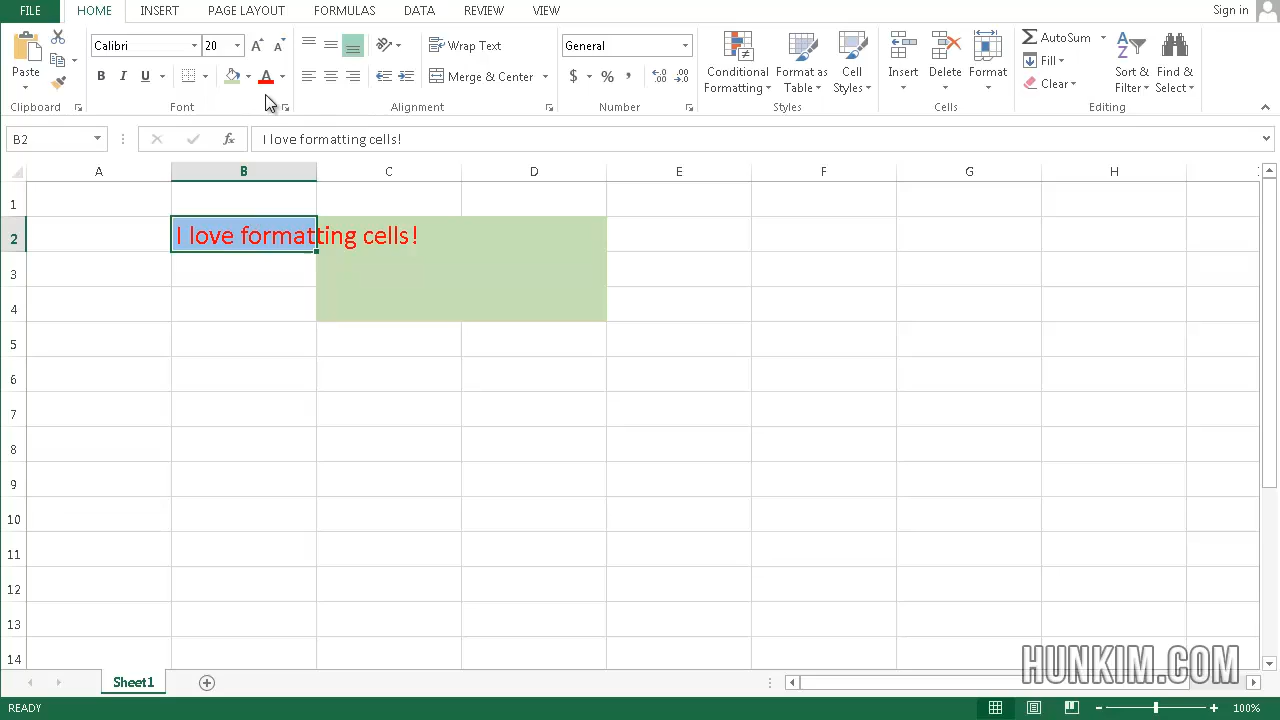 FILE HOME INSERT PAGE LAYOUT FORMULAS DATA REVIEW VIEW Sign in
Calibri 20 A A Wrap Text General AutoSum
Paste B I U A Merge & Center $ % , Conditional Formatting Format as Table Cell Styles Insert Delete Format Fill Sort & Filter Find & Select
Clear
Clipboard Font Alignment Number Styles Cells Editing
B2 fx I love formatting cells!
A B C D E F G H
1
2 I love formatting cells!
3
4
5
6
7
8
9
10
11
12
13
14
HUNKIM.COM
Sheet1
READY 100%